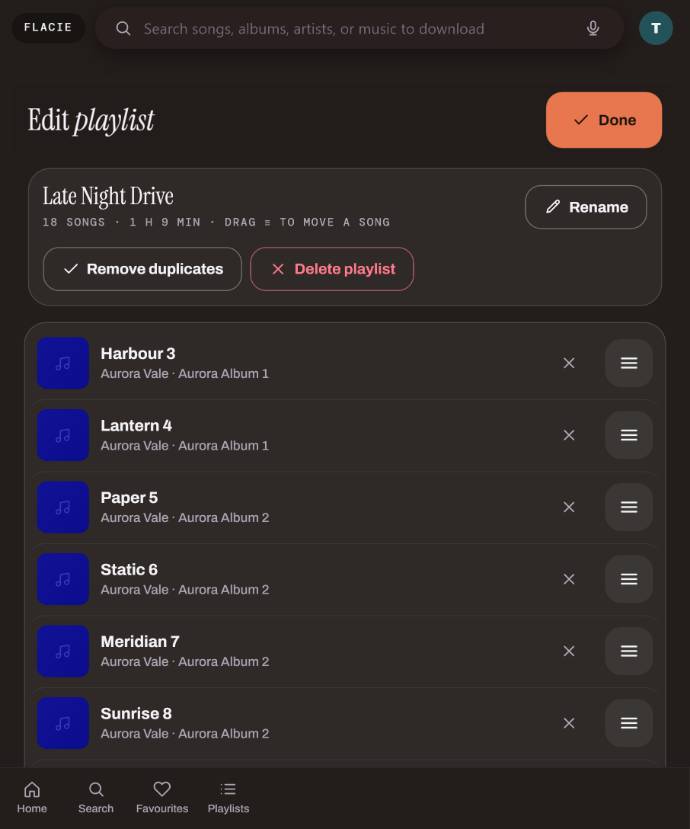 FLACIE
Search songs, albums, artists, or music to download
T
Edit playlist
Done
Late Night Drive
18 SONGS · 1 H 9 MIN · DRAG ≡ TO MOVE A SONG
Rename
Remove duplicates
Delete playlist
Harbour 3
Aurora Vale · Aurora Album 1
Lantern 4
Aurora Vale · Aurora Album 1
Paper 5
Aurora Vale · Aurora Album 2
Static 6
Aurora Vale · Aurora Album 2
Meridian 7
Aurora Vale · Aurora Album 2
Sunrise 8
Aurora Vale · Aurora Album 2
Home
Search
Favourites
Playlists